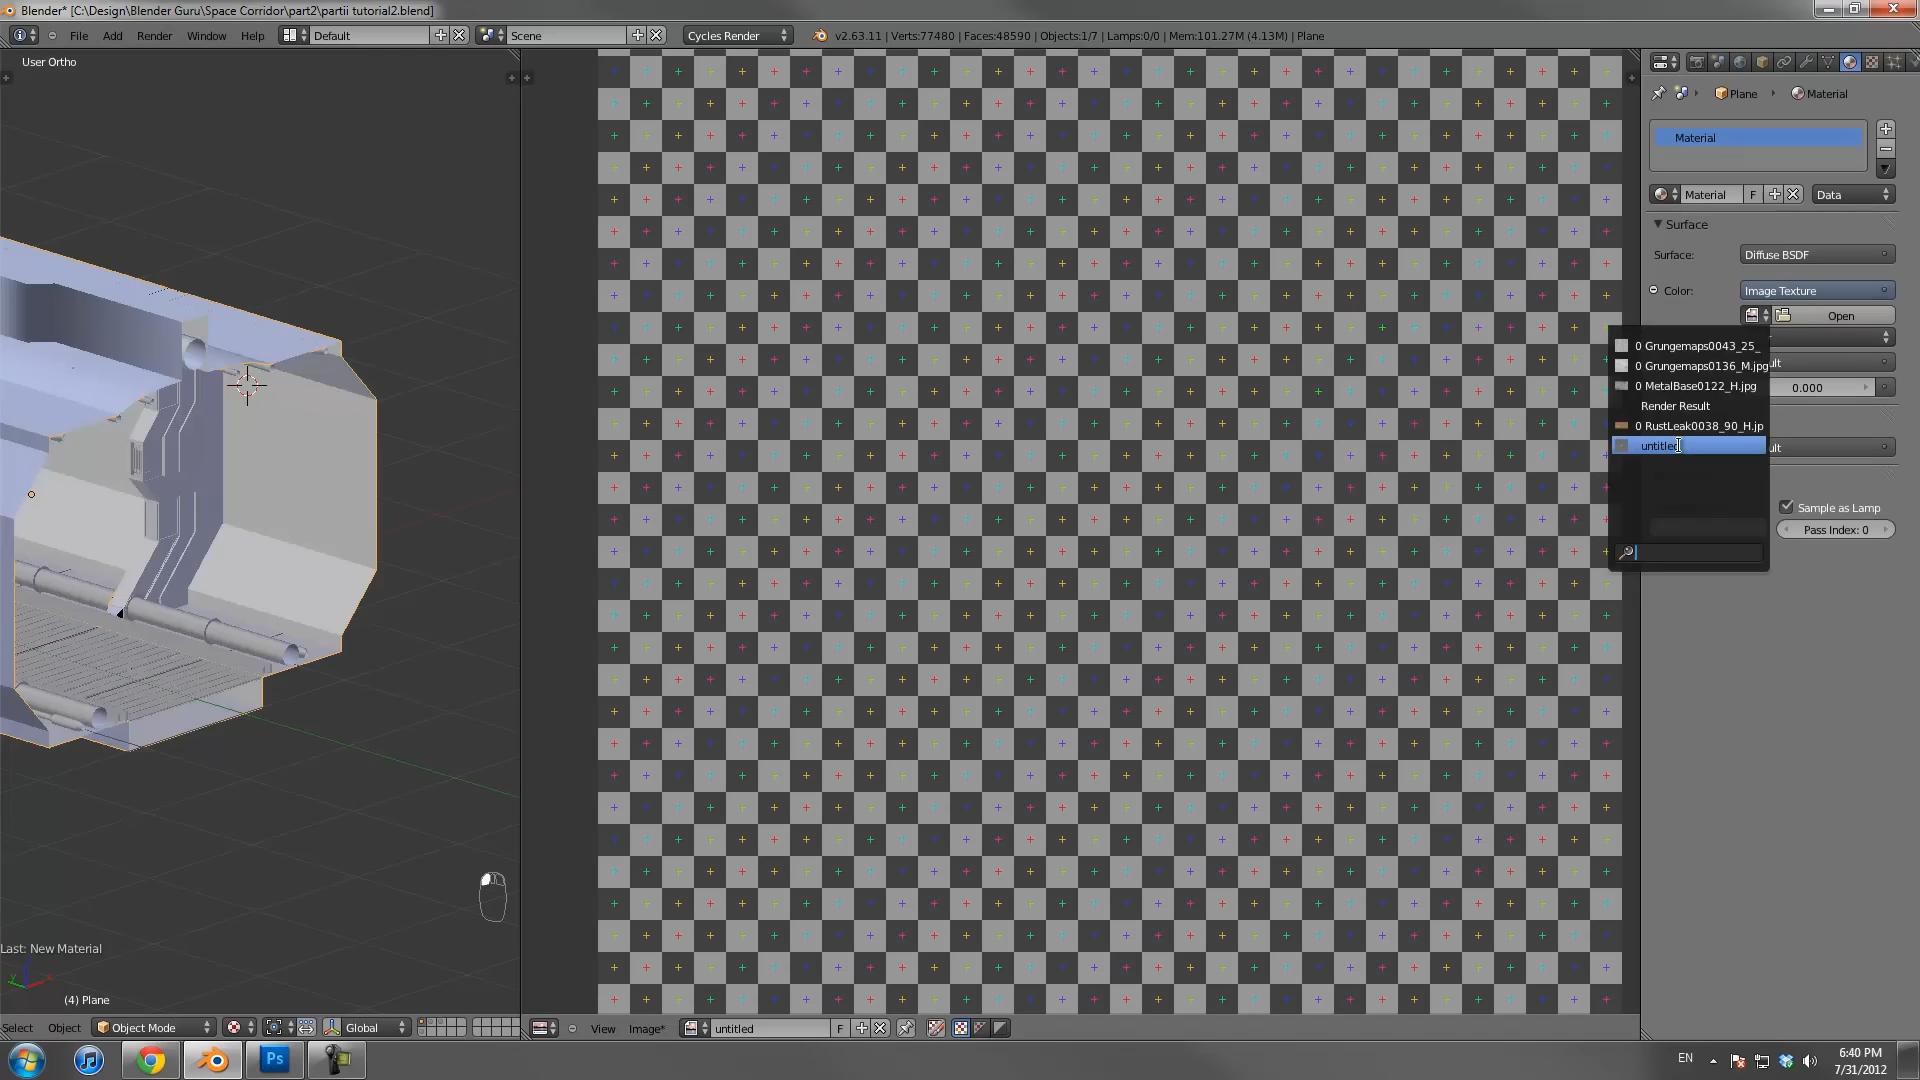 Blender* [C:\Design\Blender Guru\Space Corridor\part2\partii tutorial2.blend]
File Add Render Window Help Default Scene Cycles Render v2.63.11 | Verts:77480 | Faces:48590 | Objects:1/7 | Lamps:0/0 | Mem:101.27M (4.13M) | Plane
User Ortho
Plane Material
Material
Material F Data
Surface
Surface: Diffuse BSDF
Color: Image Texture
Open
0 Grungemaps0043_25_
0 Grungemaps0136_M.jpg
ult
0 MetalBase0122_H.jpg
0.000
Render Result
0 RustLeak0038_90_H.jp
untitled
ult
Sample as Lamp
Pass Index: 0
Last: New Material
(4) Plane
Select Object Object Mode Global View Image* untitled F
Ps
EN
6:40 PM
7/31/2012